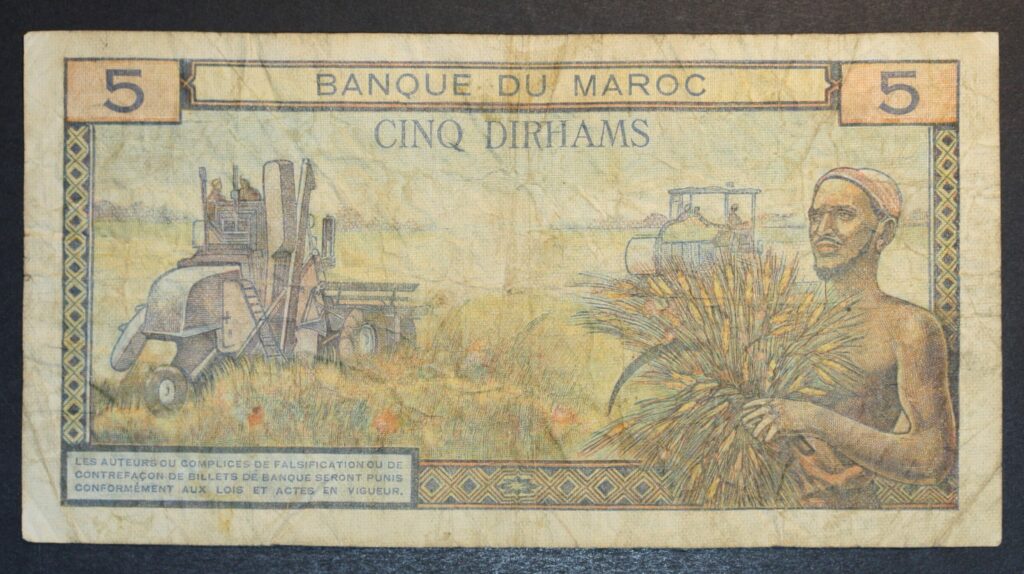 5 BANQUE DU MAROC 5
CINQ DIRHAMS
LES AUTEURS OU COMPLICES DE FALSIFICATION OU DE
CONTREFAÇON DE BILLETS DE BANQUE SERONT PUNIS
CONFORMÉMENT AUX LOIS ET ACTES EN VIGUEUR.